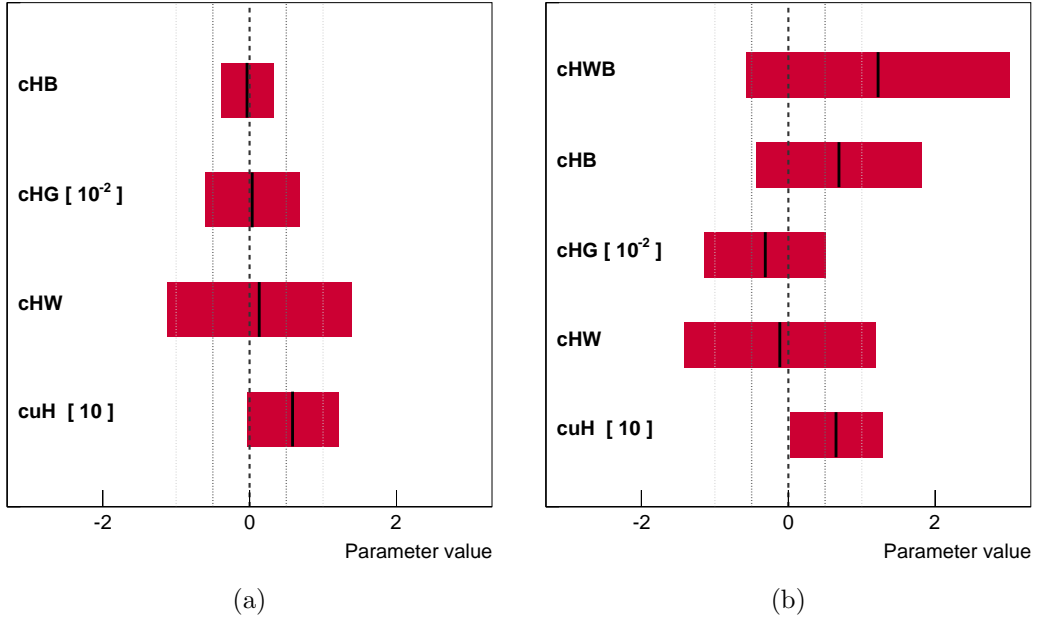 cHB
cHG [ 10-2 ]
cHW
cuH [ 10 ]
-2 0 2
Parameter value
(a)
cHWB
cHB
cHG [ 10-2 ]
cHW
cuH [ 10 ]
-2 0 2
Parameter value
(b)